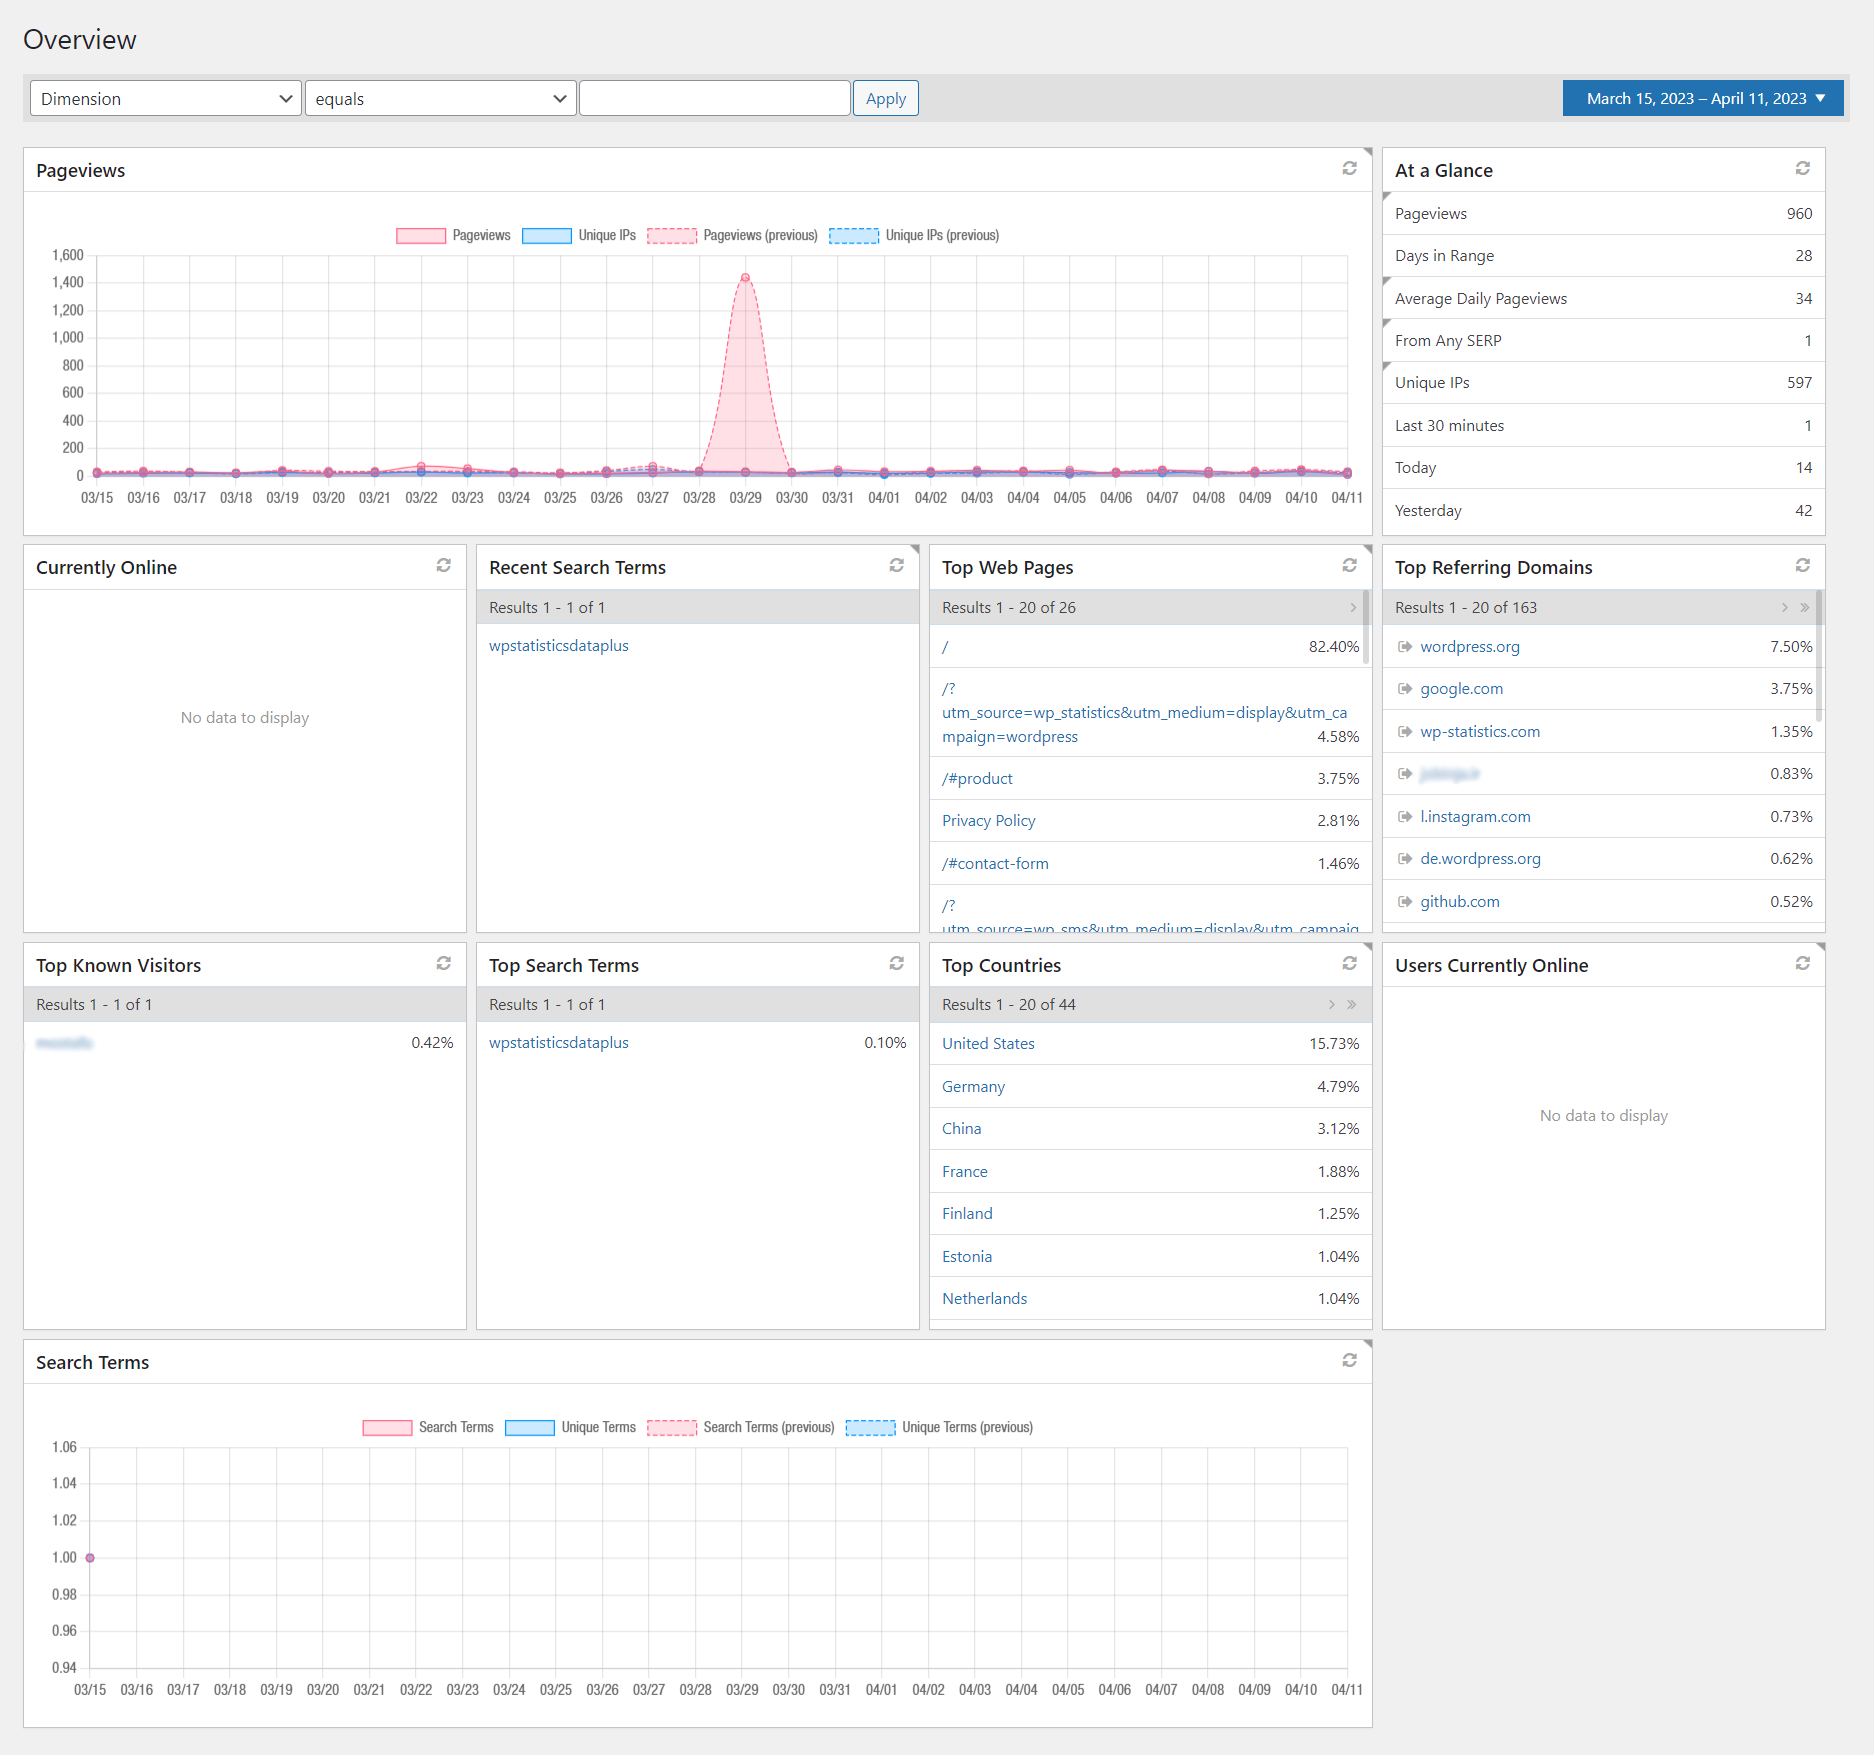 Overview
Dimension
equals
Apply
March 15, 2023 – April 11, 2023 ▼
Pageviews
Pageviews
Unique IPs
Pageviews (previous)
Unique IPs (previous)
1,600
1,400
1,200
1,000
800
600
400
200
0
03/15 03/16 03/17 03/18 03/19 03/20 03/21 03/22 03/23 03/24 03/25 03/26 03/27 03/28 03/29 03/30 03/31 04/01 04/02 04/03 04/04 04/05 04/06 04/07 04/08 04/09 04/10 04/11
At a Glance
Pageviews 960
Days in Range 28
Average Daily Pageviews 34
From Any SERP 1
Unique IPs 597
Last 30 minutes 1
Today 14
Yesterday 42
Currently Online
No data to display
Recent Search Terms
Results 1 - 1 of 1
wpstatisticsdataplus
Top Web Pages
Results 1 - 20 of 26
/ 82.40%
/?
utm_source=wp_statistics&utm_medium=display&utm_ca
mpaign=wordpress 4.58%
/#product 3.75%
Privacy Policy 2.81%
/#contact-form 1.46%
/?
utm_source=wp_sms&utm_medium=display&utm_campaig
Top Referring Domains
Results 1 - 20 of 163
wordpress.org 7.50%
google.com 3.75%
wp-statistics.com 1.35%
0.83%
l.instagram.com 0.73%
de.wordpress.org 0.62%
github.com 0.52%
Top Known Visitors
Results 1 - 1 of 1
0.42%
Top Search Terms
Results 1 - 1 of 1
wpstatisticsdataplus 0.10%
Top Countries
Results 1 - 20 of 44
United States 15.73%
Germany 4.79%
China 3.12%
France 1.88%
Finland 1.25%
Estonia 1.04%
Netherlands 1.04%
Users Currently Online
No data to display
Search Terms
Search Terms
Unique Terms
Search Terms (previous)
Unique Terms (previous)
1.06
1.04
1.02
1.00
0.98
0.96
0.94
03/15 03/16 03/17 03/18 03/19 03/20 03/21 03/22 03/23 03/24 03/25 03/26 03/27 03/28 03/29 03/30 03/31 04/01 04/02 04/03 04/04 04/05 04/06 04/07 04/08 04/09 04/10 04/11